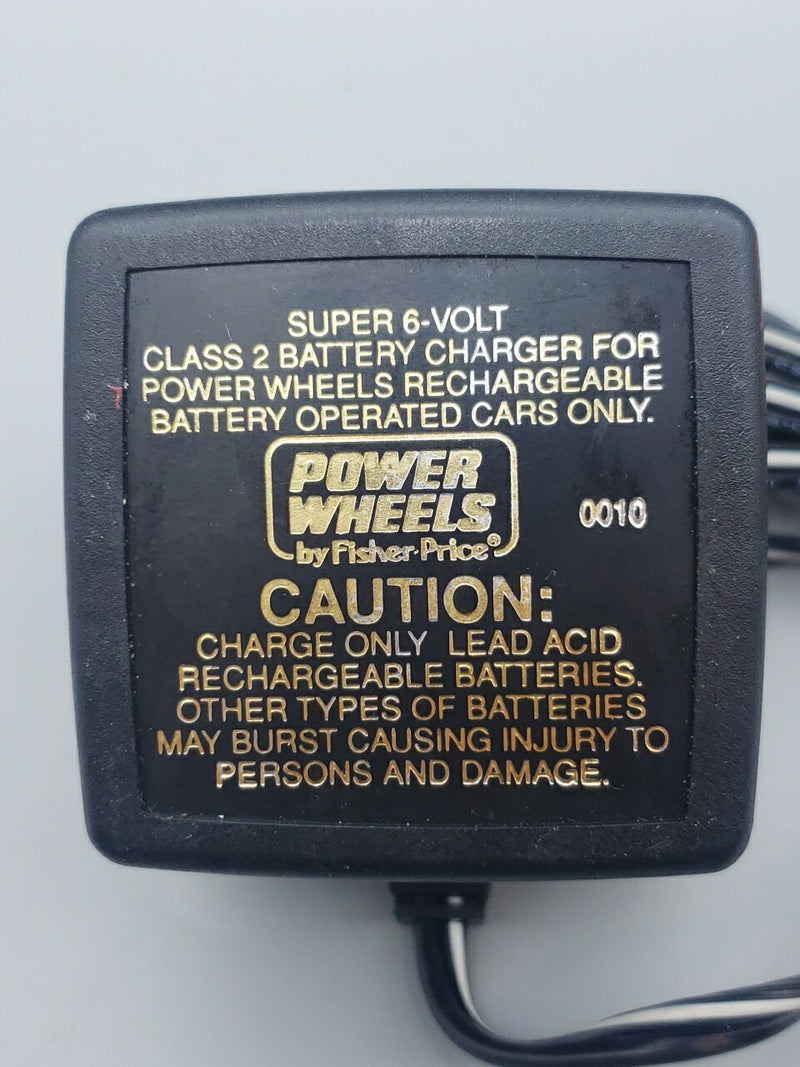 SUPER 6-VOLT
CLASS 2 BATTERY CHARGER FOR
POWER WHEELS RECHARGEABLE
BATTERY OPERATED CARS ONLY.
POWER
WHEELS
by Fisher-Price®
0010
CAUTION:
CHARGE ONLY LEAD ACID
RECHARGEABLE BATTERIES.
OTHER TYPES OF BATTERIES
MAY BURST CAUSING INJURY TO
PERSONS AND DAMAGE.